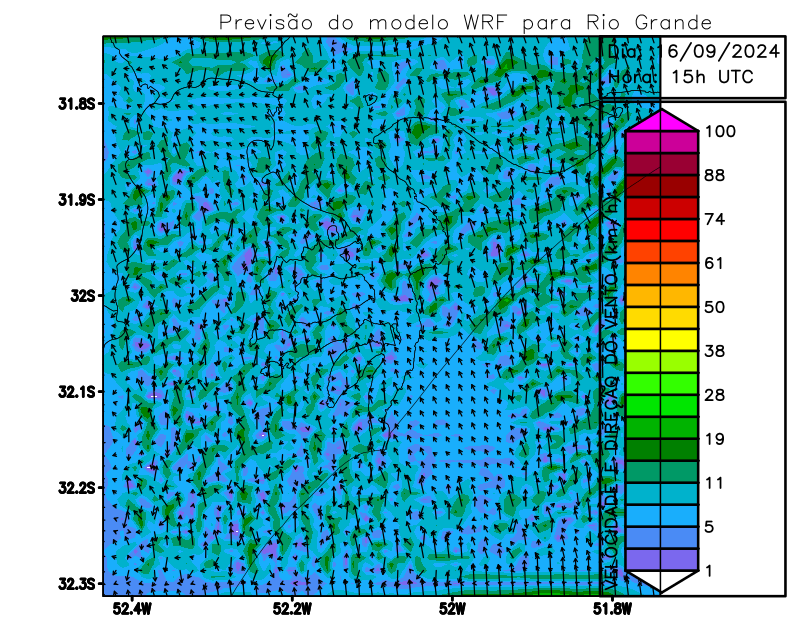 Previsão do modelo WRF para Rio Grande
Dia: 16/09/2024
Hora: 15h UTC
31.8S
31.9S
32S
32.1S
32.2S
32.3S
52.4W
52.2W
52W
51.8W
VELOCIDADE E DIREÇÃO DO VENTO (km/h)
100
88
74
61
50
38
28
19
11
5
1